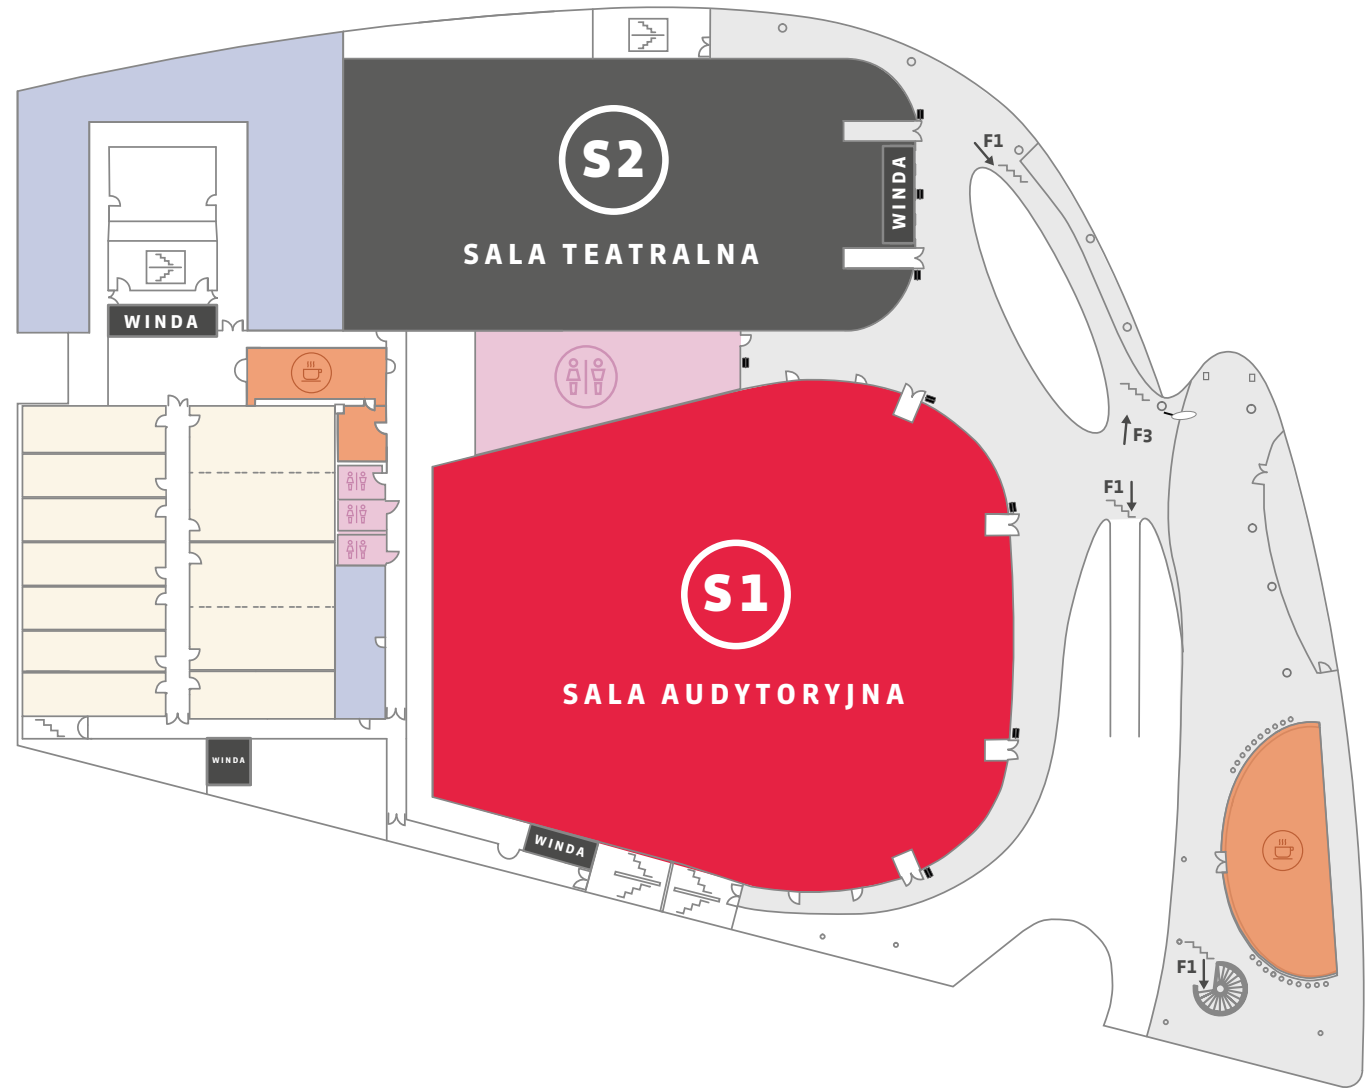 F1
S2
WINDA
SALA TEATRALNA
WINDA
F3
F1
S1
SALA AUDYTORYJNA
WINDA
WINDA
F1